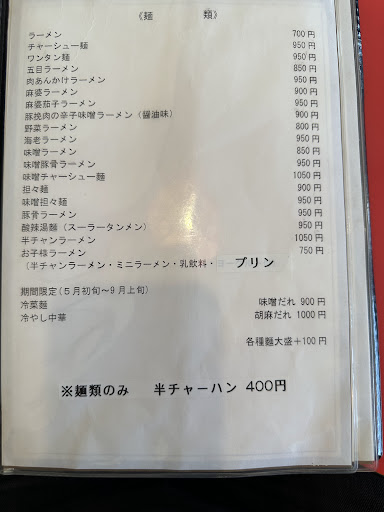 《麺　　類》
ラーメン 700円
チャーシュー麺 950円
ワンタン麺 950円
五目ラーメン 850円
肉あんかけラーメン 950円
麻婆ラーメン 900円
麻婆茄子ラーメン 950円
豚挽肉の辛子味噌ラーメン（醤油味） 900円
野菜ラーメン 800円
海老ラーメン 950円
味噌ラーメン 850円
味噌豚骨ラーメン 950円
味噌チャーシュー麺 1050円
担々麺 900円
味噌担々麺 950円
豚骨ラーメン 950円
酸辣湯麺（スーラータンメン） 950円
半チャンラーメン 1050円
お子様ラーメン 750円
（半チャンラーメン・ミニラーメン・乳飲料・プリン
期間限定（５月初旬～９月上旬）
冷菜麺 味噌だれ 900円
冷やし中華 胡麻だれ 1000円
各種麺大盛＋100円
※麺類のみ 半チャーハン 400円